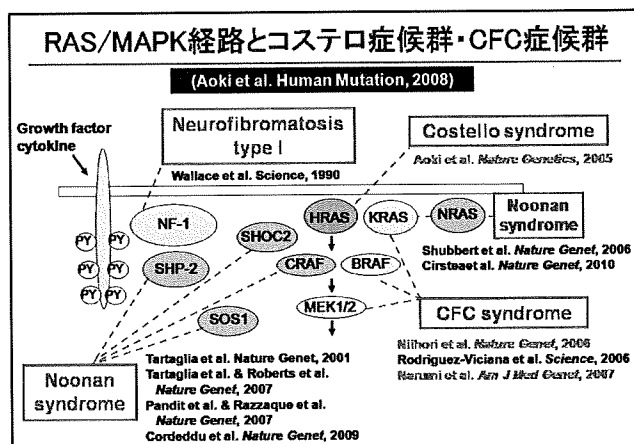 RAS/MAPK経路とコステロ症候群・CFC症候群
(Aoki et al. Human Mutation, 2008)
Growth factor
cytokine
Neurofibromatosis
type I
Wallace et al. Science, 1990
Costello syndrome
Aoki et al. Nature Genetics, 2005
NF-1
SHOC2
HRAS
KRAS
NRAS
Noonan
syndrome
Shubbert et al. Nature Genet, 2006
Cirsteaet al. Nature Genet, 2010
PY
PY
PY
PY
PY
PY
SHP-2
CRAF
BRAF
MEK1/2
SOS1
CFC syndrome
Niihori et al. Nature Genet, 2006
Rodriguez-Viciana et al. Science, 2006
Narumi et al. Am J Med Genet, 2007
Noonan
syndrome
Tartaglia et al. Nature Genet, 2001
Tartaglia et al. & Roberts et al.
Nature Genet, 2007
Pandit et al. & Razzaque et al.
Nature Genet, 2007
Cordeddu et al. Nature Genet, 2009